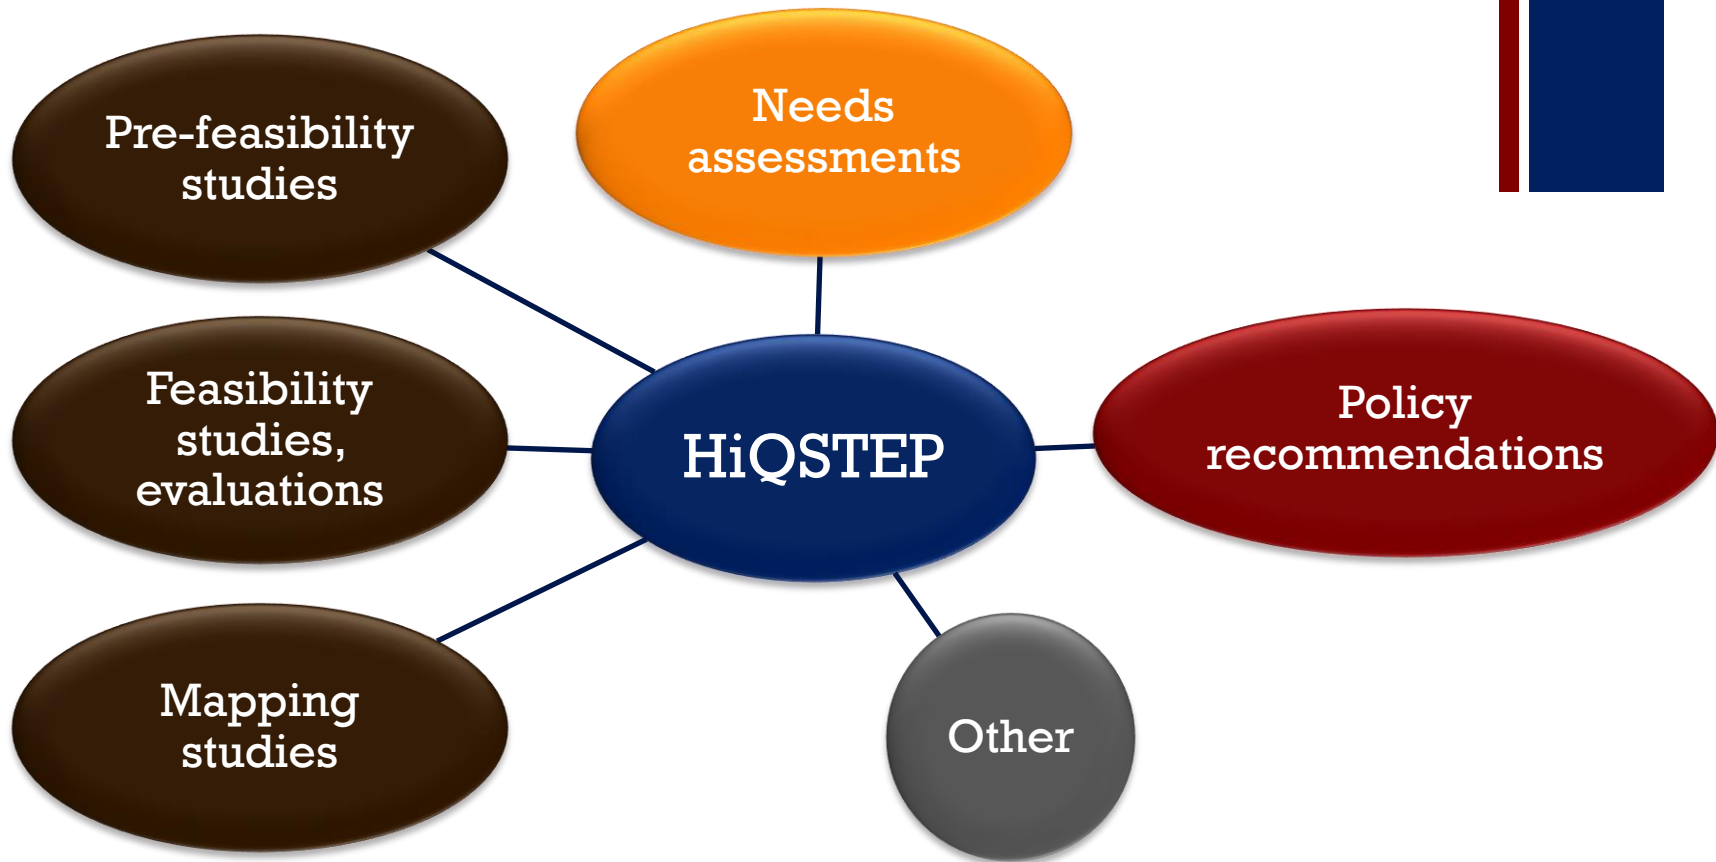 Pre-feasibility
studies
Needs
assessments
Feasibility
studies,
evaluations
HiQSTEP
Policy
recommendations
Mapping
studies
Other